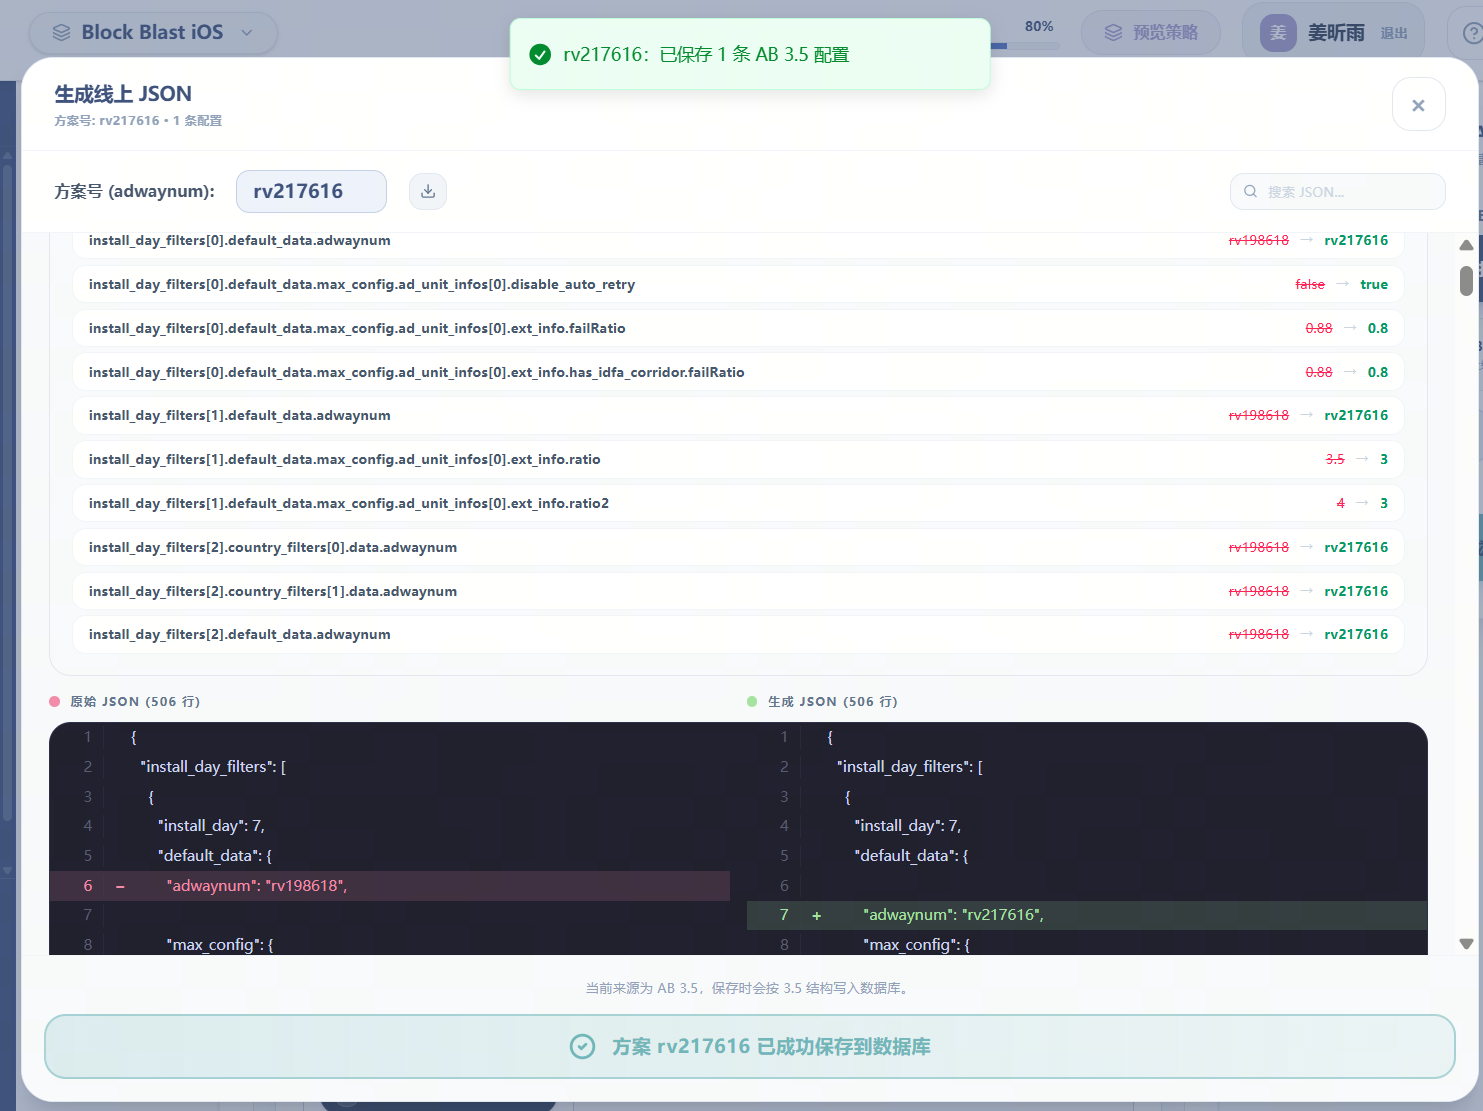 Block Blast iOS
rv217616：已保存 1 条 AB 3.5 配置
80%
预览策略
姜
姜昕雨
退出
生成线上 JSON
方案号: rv217616 • 1 条配置
方案号 (adwaynum):
rv217616
搜索 JSON...
install_day_filters[0].default_data.adwaynum rv198618 → rv217616
install_day_filters[0].default_data.max_config.ad_unit_infos[0].disable_auto_retry false → true
install_day_filters[0].default_data.max_config.ad_unit_infos[0].ext_info.failRatio 0.88 → 0.8
install_day_filters[0].default_data.max_config.ad_unit_infos[0].ext_info.has_idfa_corridor.failRatio 0.88 → 0.8
install_day_filters[1].default_data.adwaynum rv198618 → rv217616
install_day_filters[1].default_data.max_config.ad_unit_infos[0].ext_info.ratio 3.5 → 3
install_day_filters[1].default_data.max_config.ad_unit_infos[0].ext_info.ratio2 4 → 3
install_day_filters[2].country_filters[0].data.adwaynum rv198618 → rv217616
install_day_filters[2].country_filters[1].data.adwaynum rv198618 → rv217616
install_day_filters[2].default_data.adwaynum rv198618 → rv217616
原始 JSON (506 行)
1 {
2 "install_day_filters": [
3 {
4 "install_day": 7,
5 "default_data": {
6 − "adwaynum": "rv198618",
7
8 "max_config": {
生成 JSON (506 行)
1 {
2 "install_day_filters": [
3 {
4 "install_day": 7,
5 "default_data": {
6
7 + "adwaynum": "rv217616",
8 "max_config": {
当前来源为 AB 3.5，保存时会按 3.5 结构写入数据库。
方案 rv217616 已成功保存到数据库